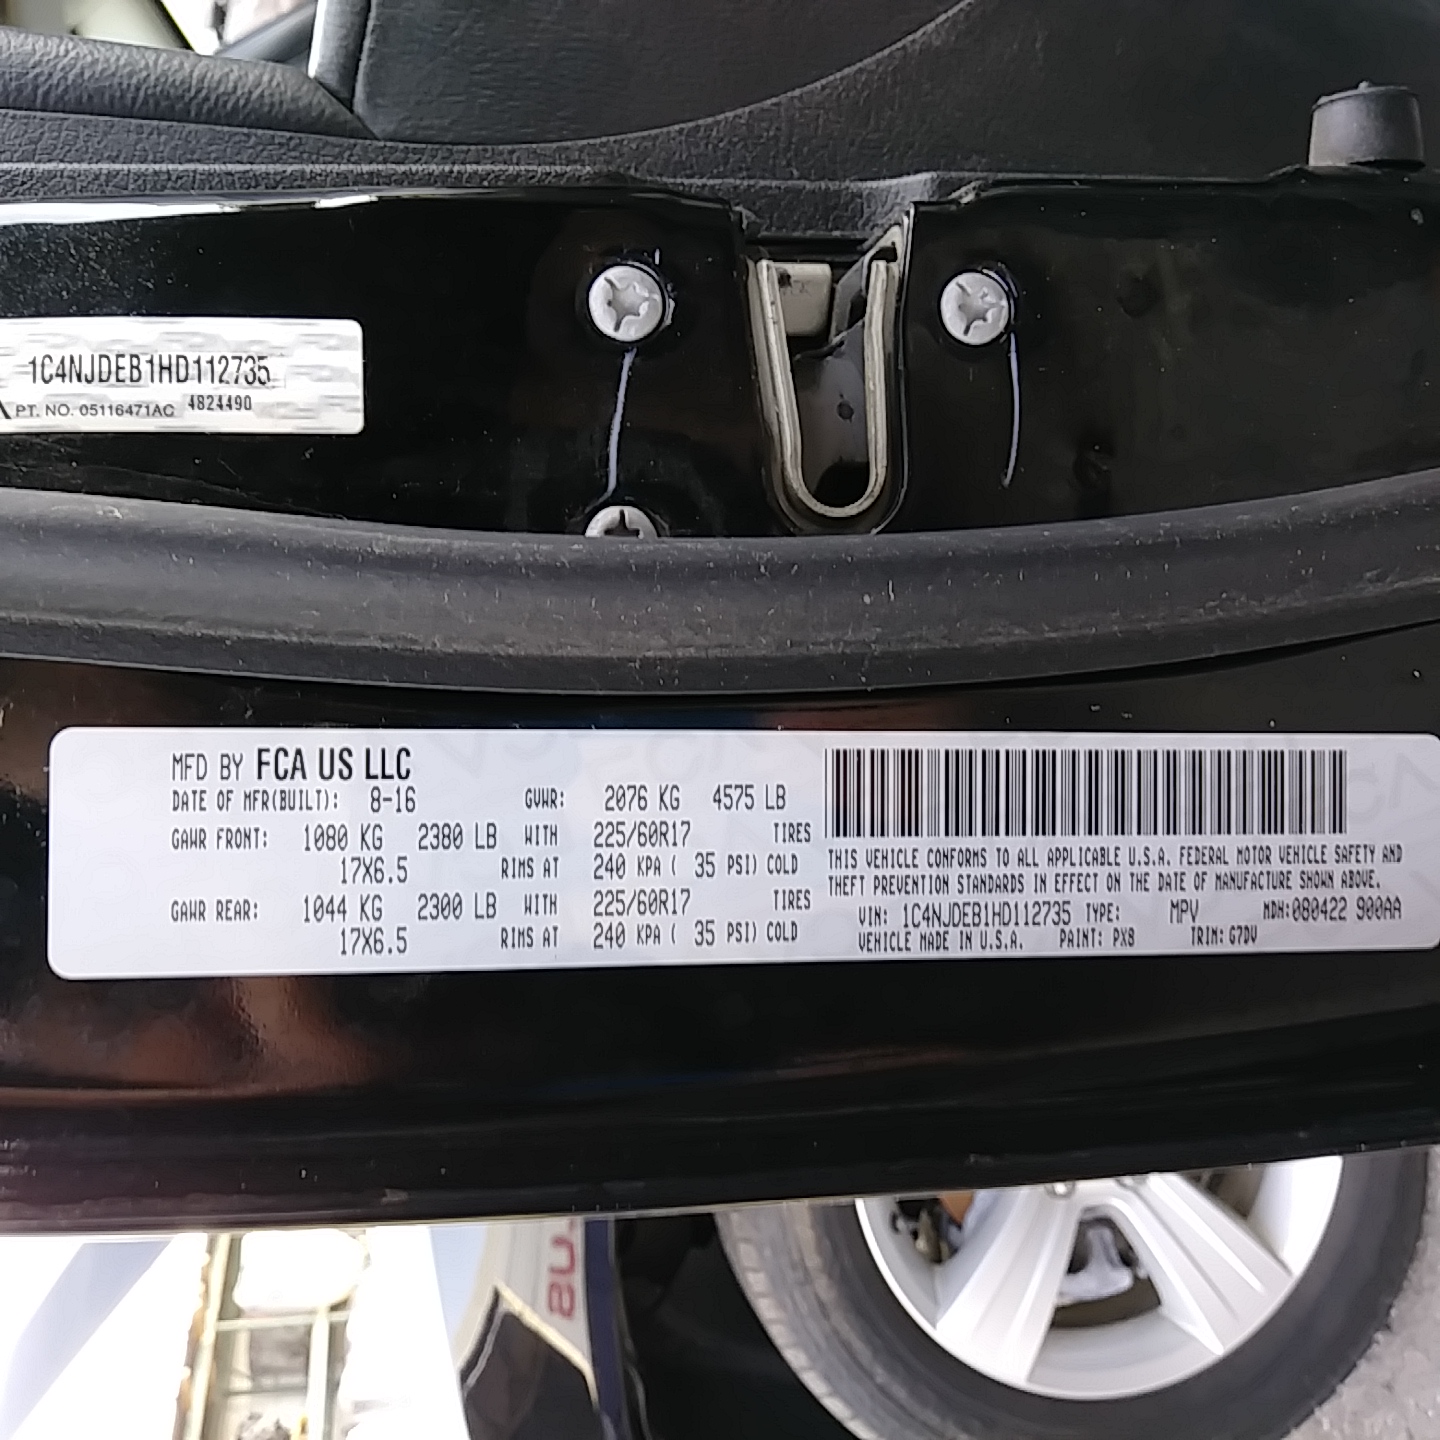 1C4NJDEB1HD112735
PT. NO. 05116471AC 4824490
MFD BY FCA US LLC
DATE OF MFR(BUILT): 8-16 GVWR: 2076 KG 4575 LB
GAWR FRONT: 1080 KG 2380 LB WITH 225/60R17 TIRES
17X6.5 RIMS AT 240 KPA ( 35 PSI) COLD
GAWR REAR: 1044 KG 2300 LB WITH 225/60R17 TIRES
17X6.5 RIMS AT 240 KPA ( 35 PSI) COLD
THIS VEHICLE CONFORMS TO ALL APPLICABLE U.S.A. FEDERAL MOTOR VEHICLE SAFETY AND
THEFT PREVENTION STANDARDS IN EFFECT ON THE DATE OF MANUFACTURE SHOWN ABOVE.
VIN: 1C4NJDEB1HD112735 TYPE: MPV MDH:080422 900AA
VEHICLE MADE IN U.S.A. PAINT: PX8 TRIM: G7DV